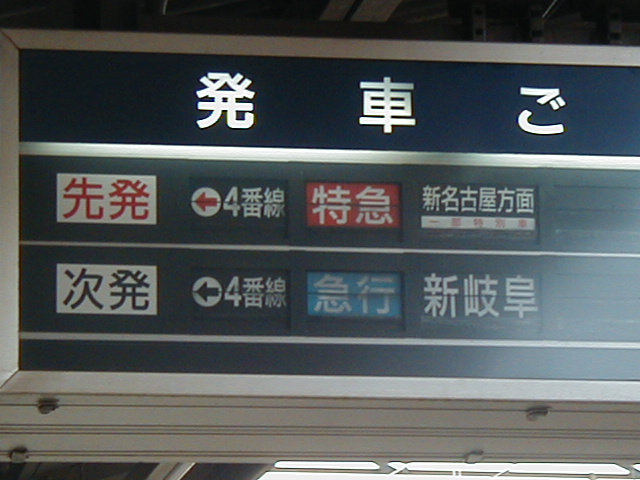 発車ご
先発 ←4番線 特急 新名古屋方面
一部特別車
次発 ←4番線 急行 新岐阜